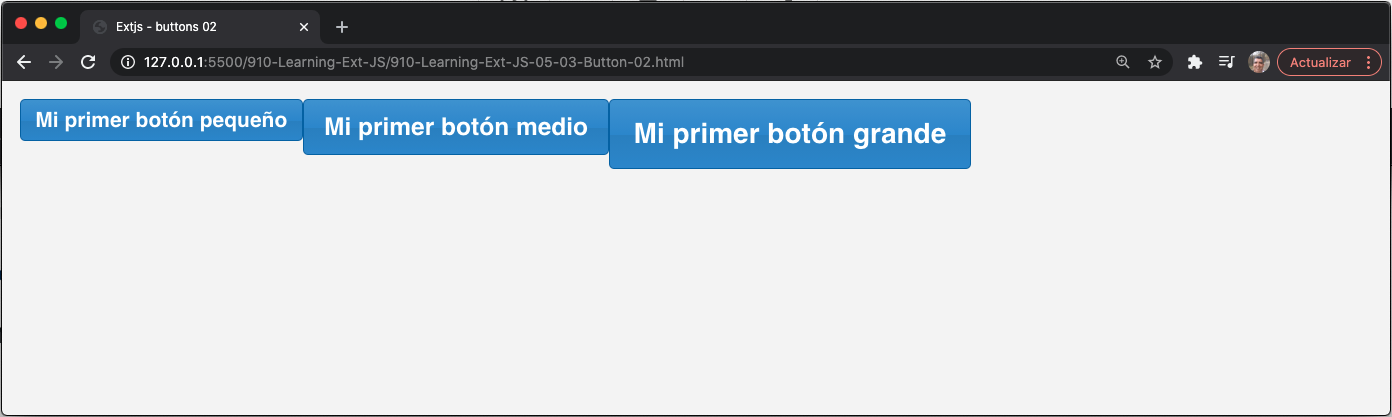 Extjs - buttons 02
127.0.0.1:5500/910-Learning-Ext-JS/910-Learning-Ext-JS-05-03-Button-02.html
Actualizar
Mi primer botón pequeño
Mi primer botón medio
Mi primer botón grande